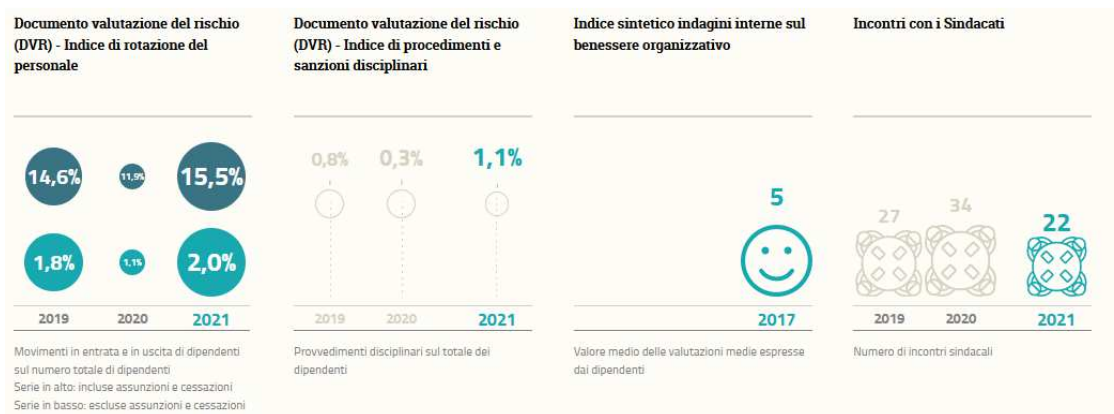 Documento valutazione del rischio
(DVR) - Indice di rotazione del
personale
14,6%
11,9%
15,5%
1,8%
1,1%
2,0%
2019
2020
2021
Movimenti in entrata e in uscita di dipendenti
sul numero totale di dipendenti
Serie in alto: incluse assunzioni e cessazioni
Serie in basso: escluse assunzioni e cessazioni
Documento valutazione del rischio
(DVR) - Indice di procedimenti e
sanzioni disciplinari
0,8%
0,3%
1,1%
2019
2020
2021
Provvedimenti disciplinari sul totale dei
dipendenti
Indice sintetico indagini interne sul
benessere organizzativo
5
2017
Valore medio delle valutazioni medie espresse
dai dipendenti
Incontri con i Sindacati
27
34
22
2019
2020
2021
Numero di incontri sindacali